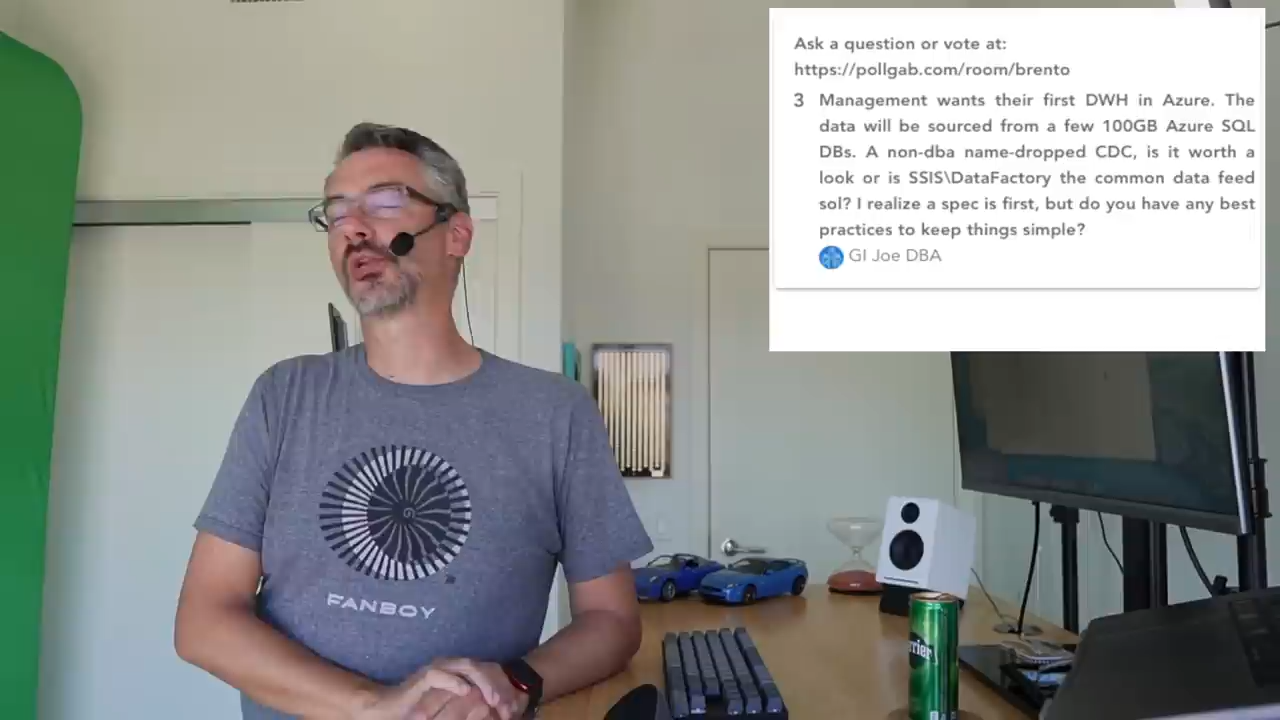 Ask a question or vote at:
https://pollgab.com/room/brento
3 Management wants their first DWH in Azure. The
data will be sourced from a few 100GB Azure SQL
DBs. A non-dba name-dropped CDC, is it worth a
look or is SSIS\DataFactory the common data feed
sol? I realize a spec is first, but do you have any best
practices to keep things simple?
GI Joe DBA
FANBOY
rrier